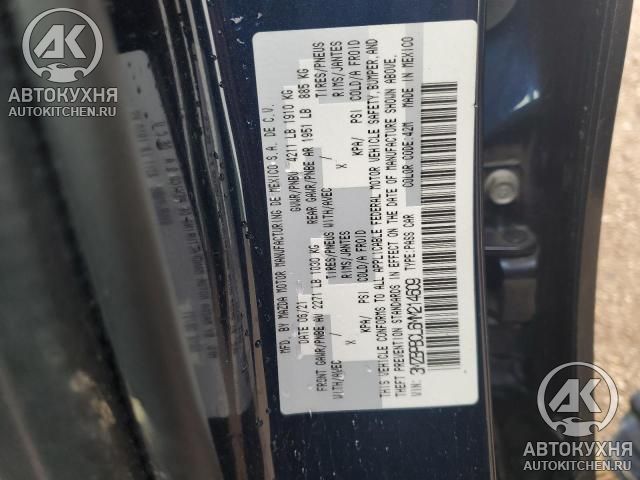 АК
АВТОКУХНЯ
AUTOKITCHEN.RU
MFD. BY MAZDA MOTOR MANUFACTURING DE MEXICO S.A. DE C.V.
DATE 06/21 GVWR/PNBV 4211 LB 1910 KG
FRONT GAWR/PNBE AV 2271 LB 1030 KG REAR GAWR/PNBE AR 1951 LB 885 KG
WITH/AVEC TIRES/PNEUS WITH/AVEC TIRES/PNEUS
X RIMS/JANTES X RIMS/JANTES
KPA/ PSI COLD/A FROID KPA/ PSI COLD/A FROID
THIS VEHICLE CONFORMS TO ALL APPLICABLE FEDERAL MOTOR VEHICLE SAFETY, BUMPER, AND
THEFT PREVENTION STANDARDS IN EFFECT ON THE DATE OF MANUFACTURE SHOWN ABOVE.
VIN: 3MZBPBCL6MM214609 TYPE:PASS CAR COLOR CODE:42M MADE IN MEXICO
АК
АВТОКУХНЯ
AUTOKITCHEN.RU